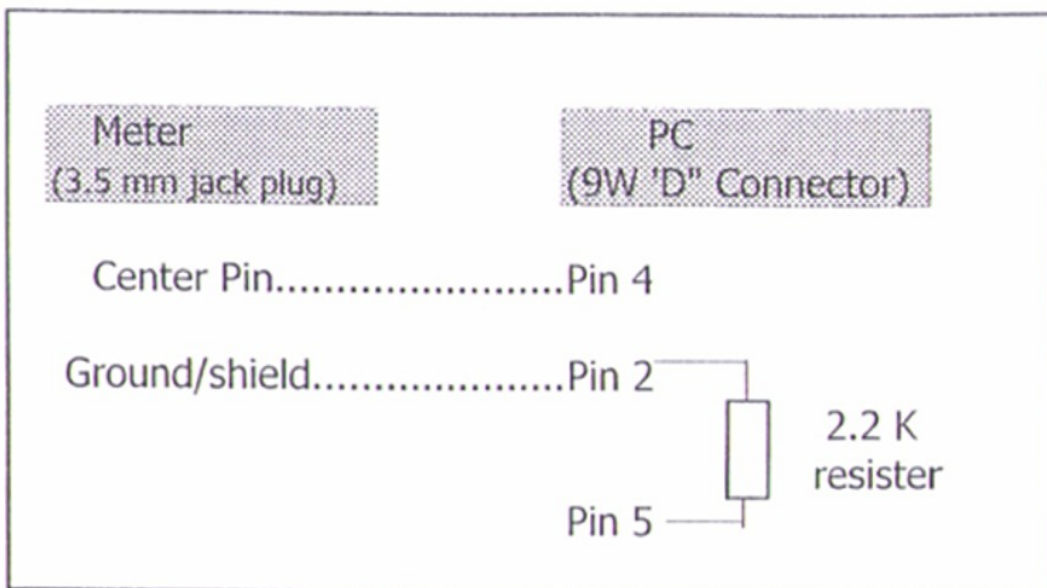 Meter
(3.5 mm jack plug)
PC
(9W 'D" Connector)
Center Pin.......................Pin 4
Ground/shield....................Pin 2
2.2 K
resister
Pin 5